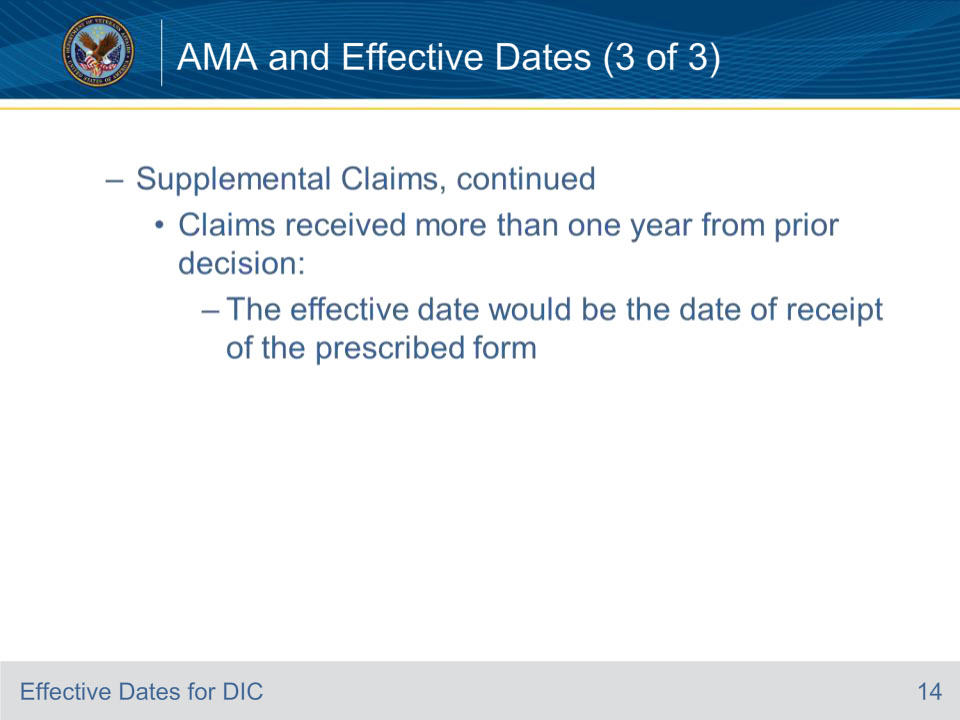 AMA and Effective Dates (3 of 3)
– Supplemental Claims, continued
• Claims received more than one year from prior
decision:
– The effective date would be the date of receipt
of the prescribed form
Effective Dates for DIC
14